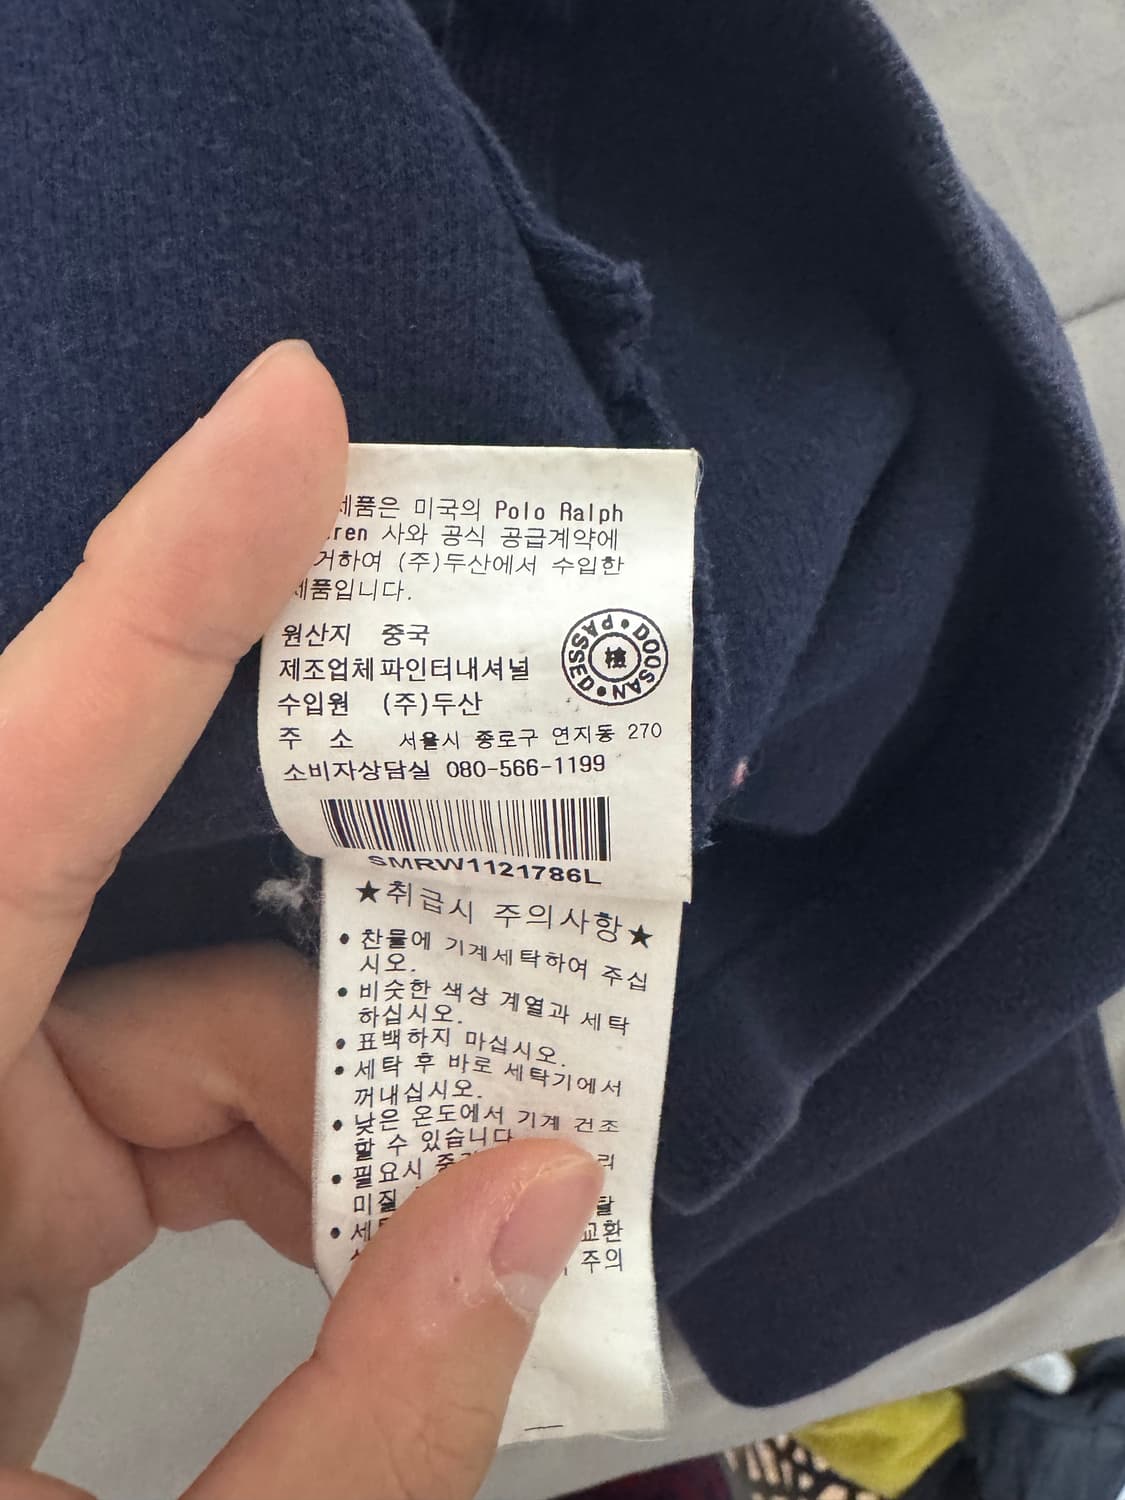 제품은 미국의 Polo Ralph
ren 사와 공식 공급계약에
거하여 (주)두산에서 수입한
제품입니다.
원산지 중국
제조업체 파인터내셔널
수입원 (주)두산
주 소 서울시 종로구 연지동 270
소비자상담실 080-566-1199
PASSED • DOOSAN •
檢
SMRW1121786L
★취급시 주의사항★
• 찬물에 기계세탁하여 주십
시오.
• 비슷한 색상 계열과 세탁
하십시오.
• 표백하지 마십시오.
• 세탁 후 바로 세탁기에서
꺼내십시오.
• 낮은 온도에서 기계 건조
할 수 있습니다
• 필요시 리
미질
교환
주의